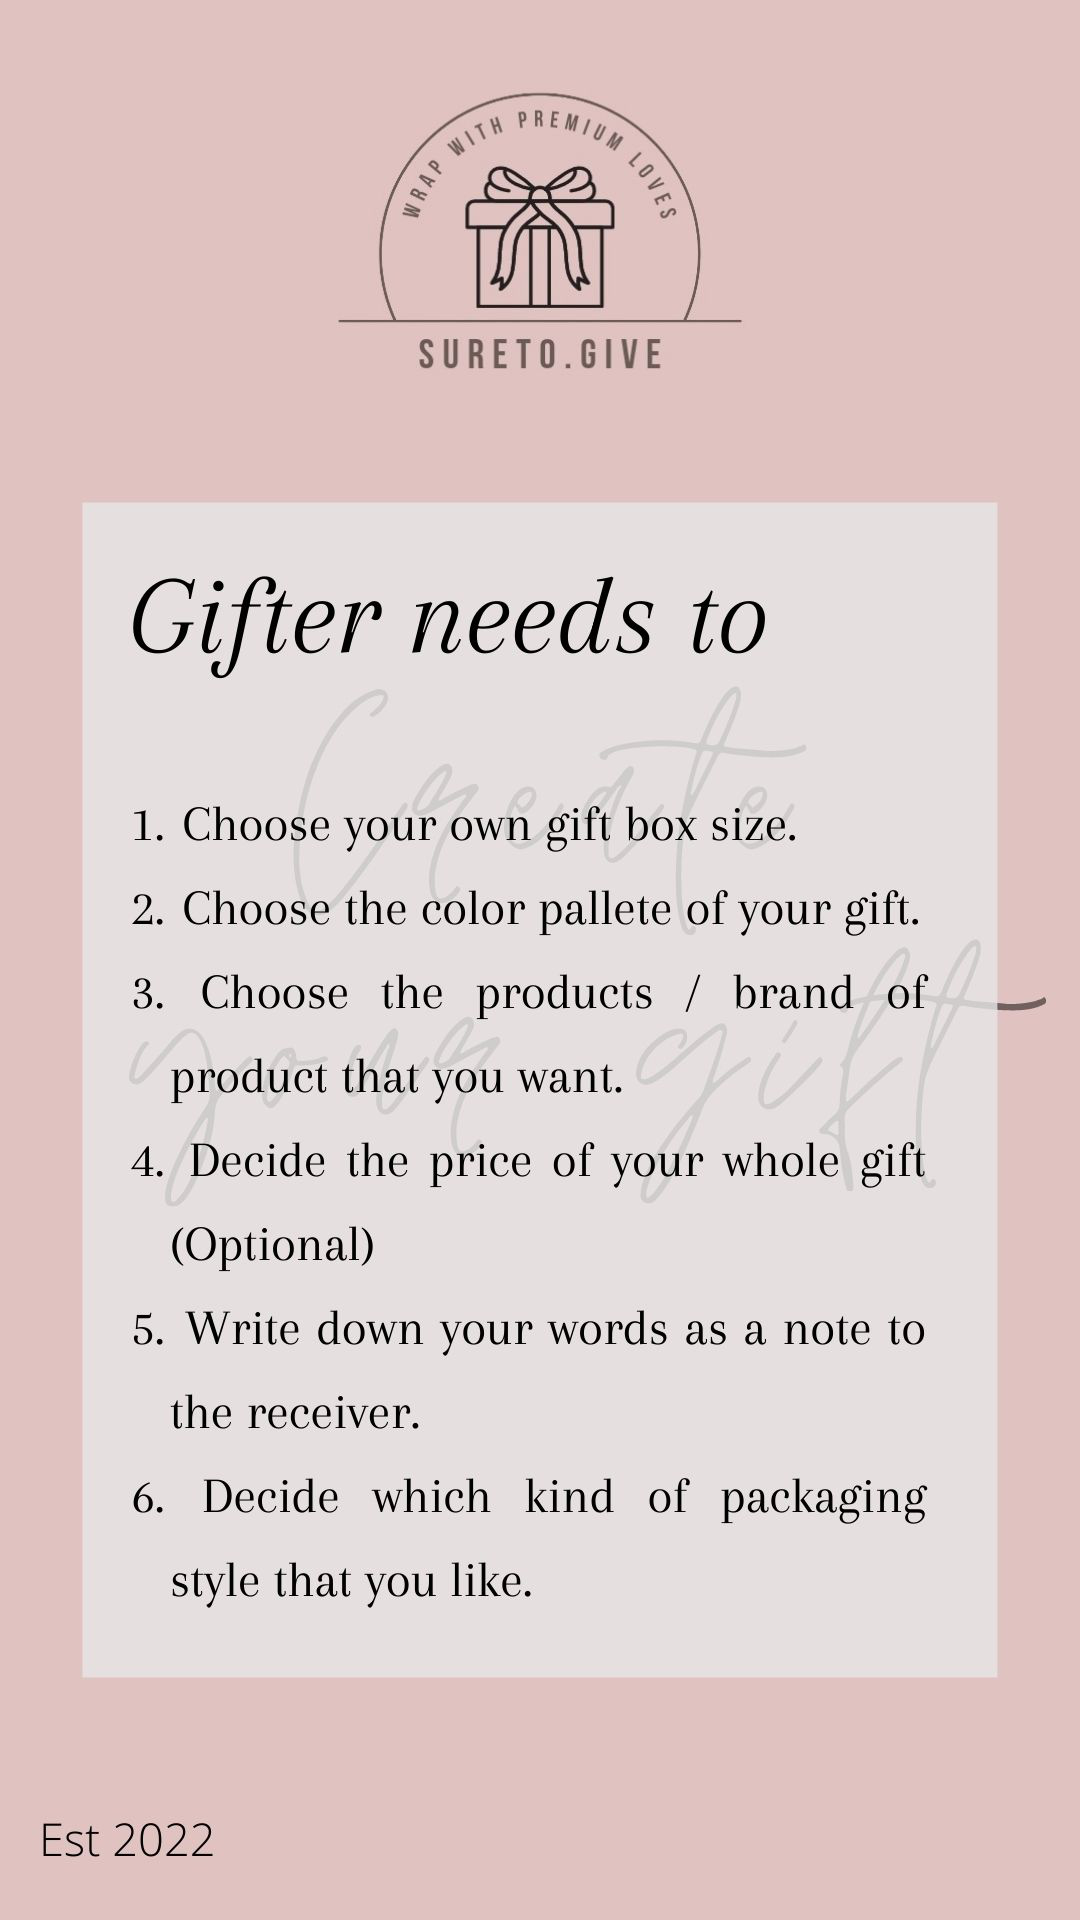 WRAP WITH PREMIUM LOVES
SURETO.GIVE
Gifter needs to
Create
your gift
1. Choose your own gift box size.
2. Choose the color pallete of your gift.
3. Choose the products / brand of
product that you want.
4. Decide the price of your whole gift
(Optional)
5. Write down your words as a note to
the receiver.
6. Decide which kind of packaging
style that you like.
Est 2022